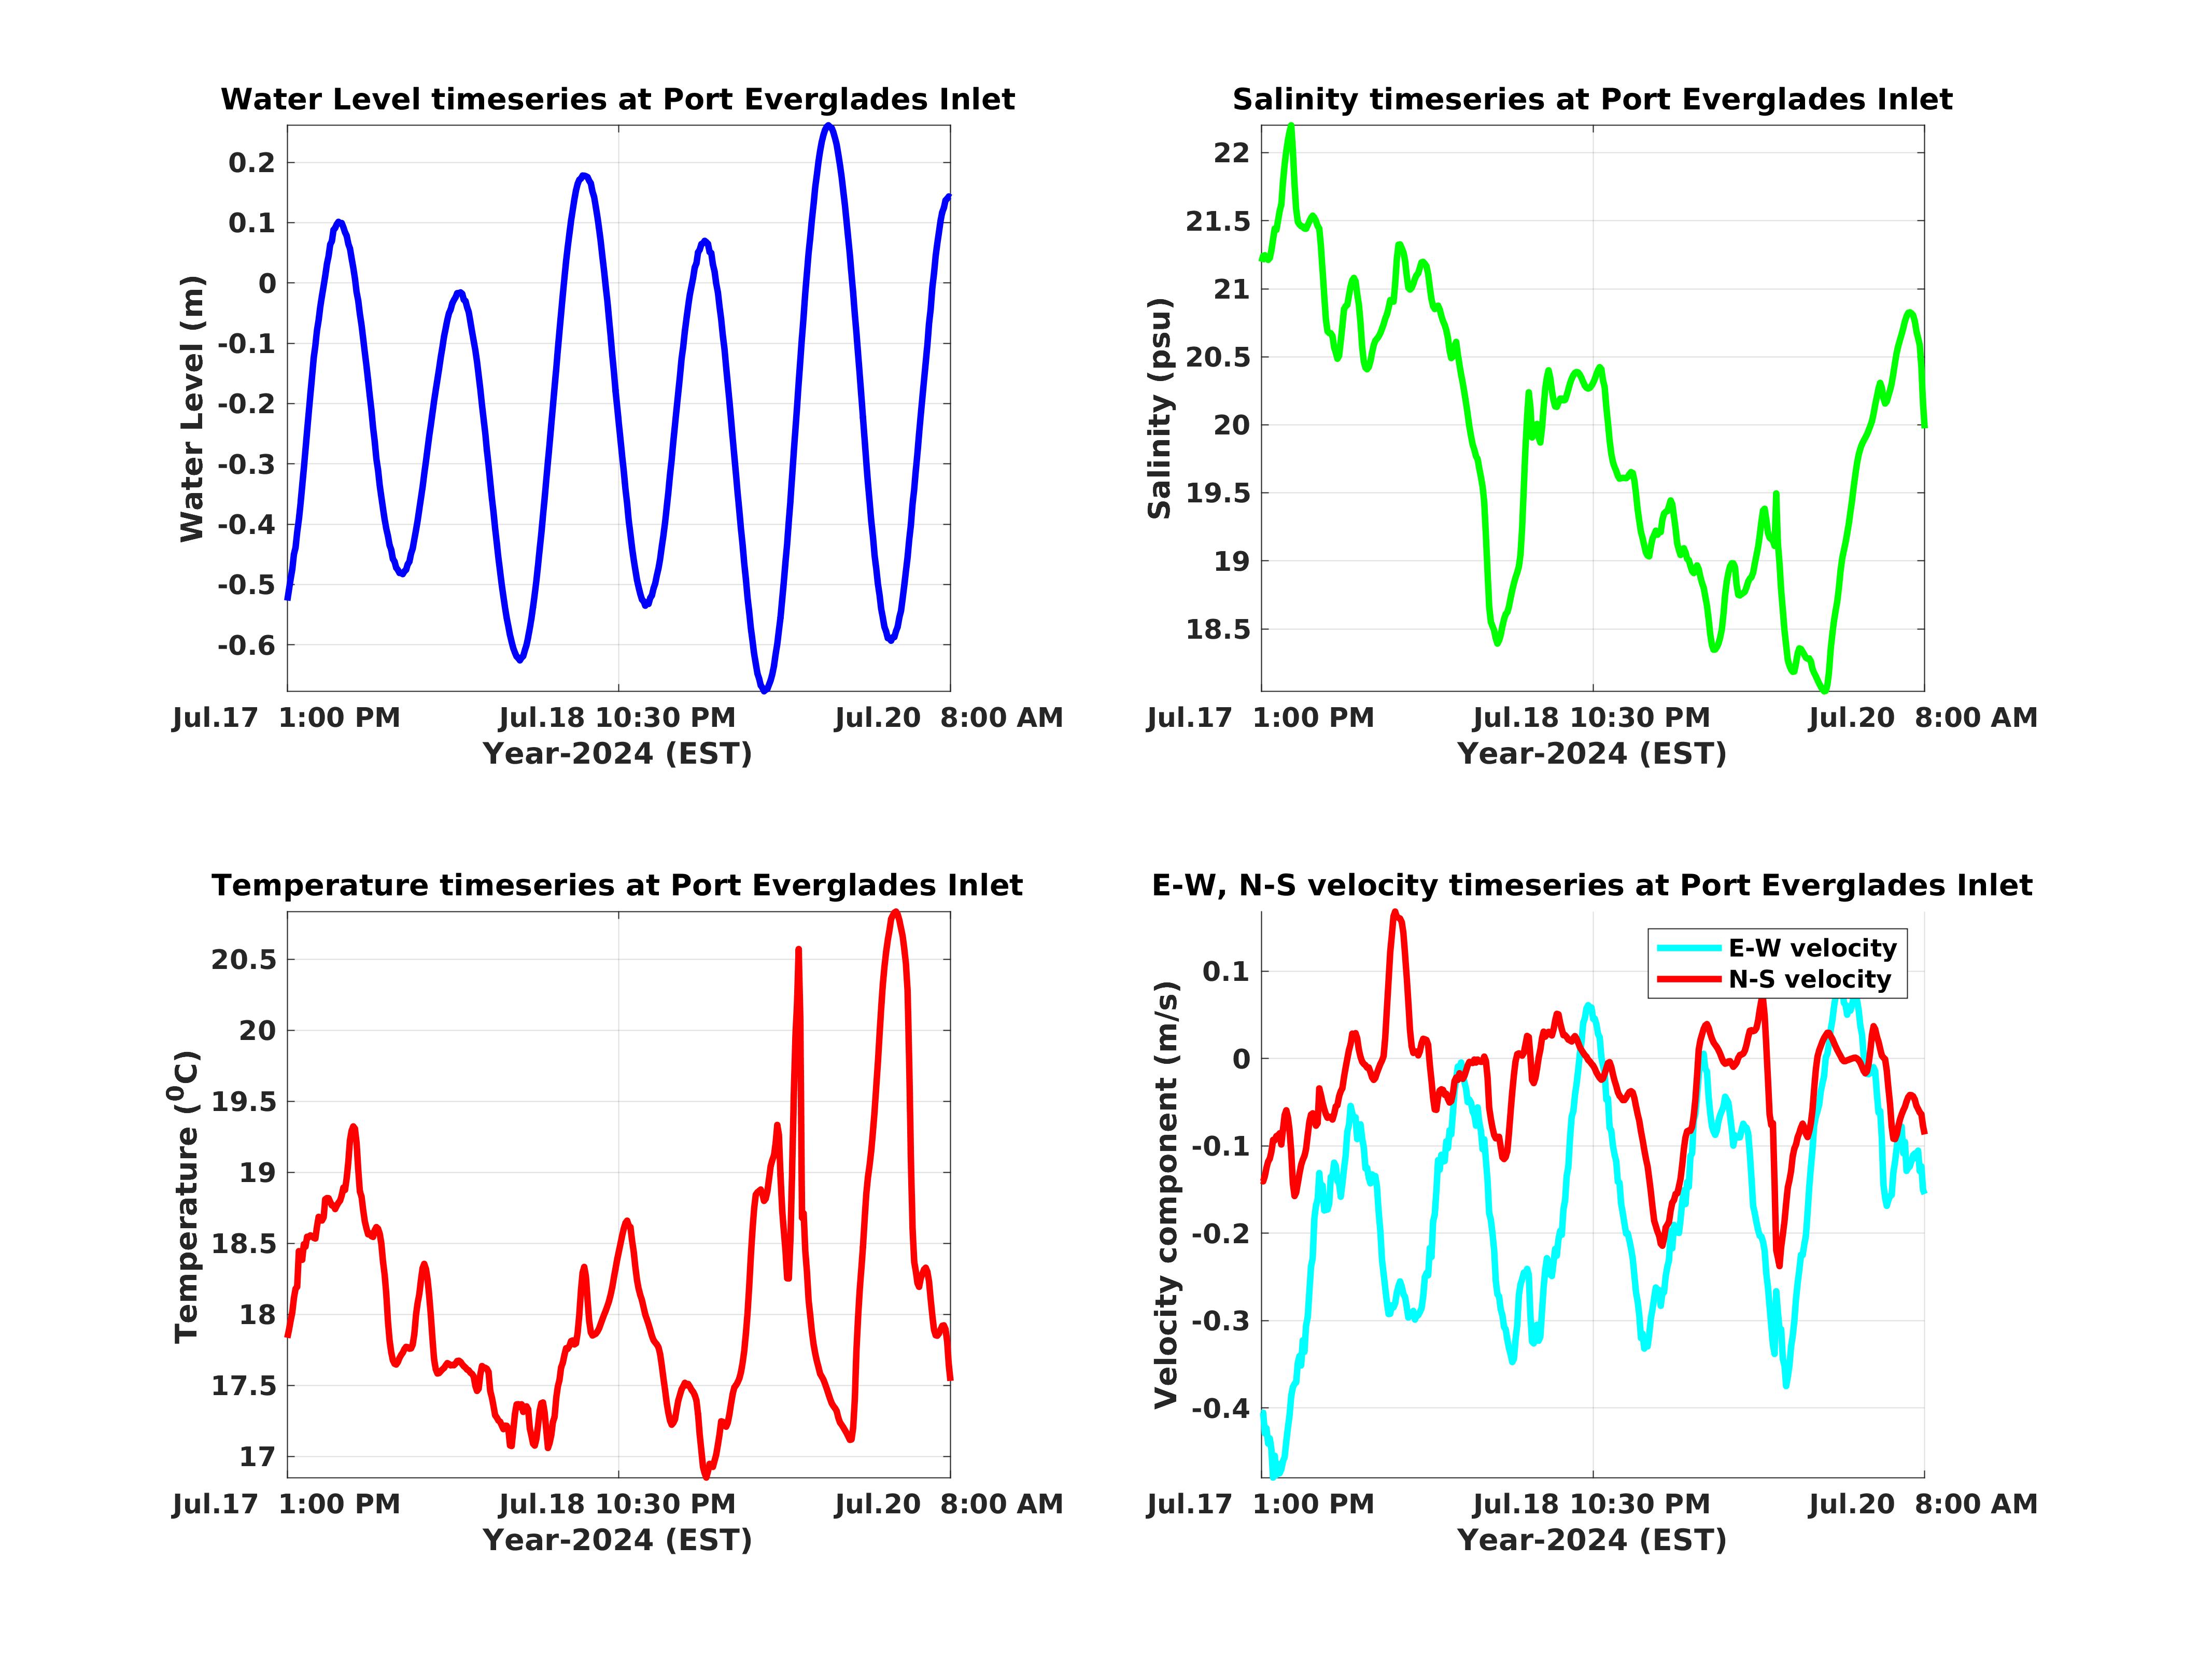 Water Level timeseries at Port Everglades Inlet
0.2
0.1
0
-0.1
-0.2
-0.3
-0.4
-0.5
-0.6
Water Level (m)
Jul.17 1:00 PM Jul.18 10:30 PM Jul.20 8:00 AM
Year-2024 (EST)
Salinity timeseries at Port Everglades Inlet
22
21.5
21
20.5
20
19.5
19
18.5
Salinity (psu)
Jul.17 1:00 PM Jul.18 10:30 PM Jul.20 8:00 AM
Year-2024 (EST)
Temperature timeseries at Port Everglades Inlet
20.5
20
19.5
19
18.5
18
17.5
17
Temperature (⁰C)
Jul.17 1:00 PM Jul.18 10:30 PM Jul.20 8:00 AM
Year-2024 (EST)
E-W, N-S velocity timeseries at Port Everglades Inlet
E-W velocity
N-S velocity
0.1
0
-0.1
-0.2
-0.3
-0.4
Velocity component (m/s)
Jul.17 1:00 PM Jul.18 10:30 PM Jul.20 8:00 AM
Year-2024 (EST)